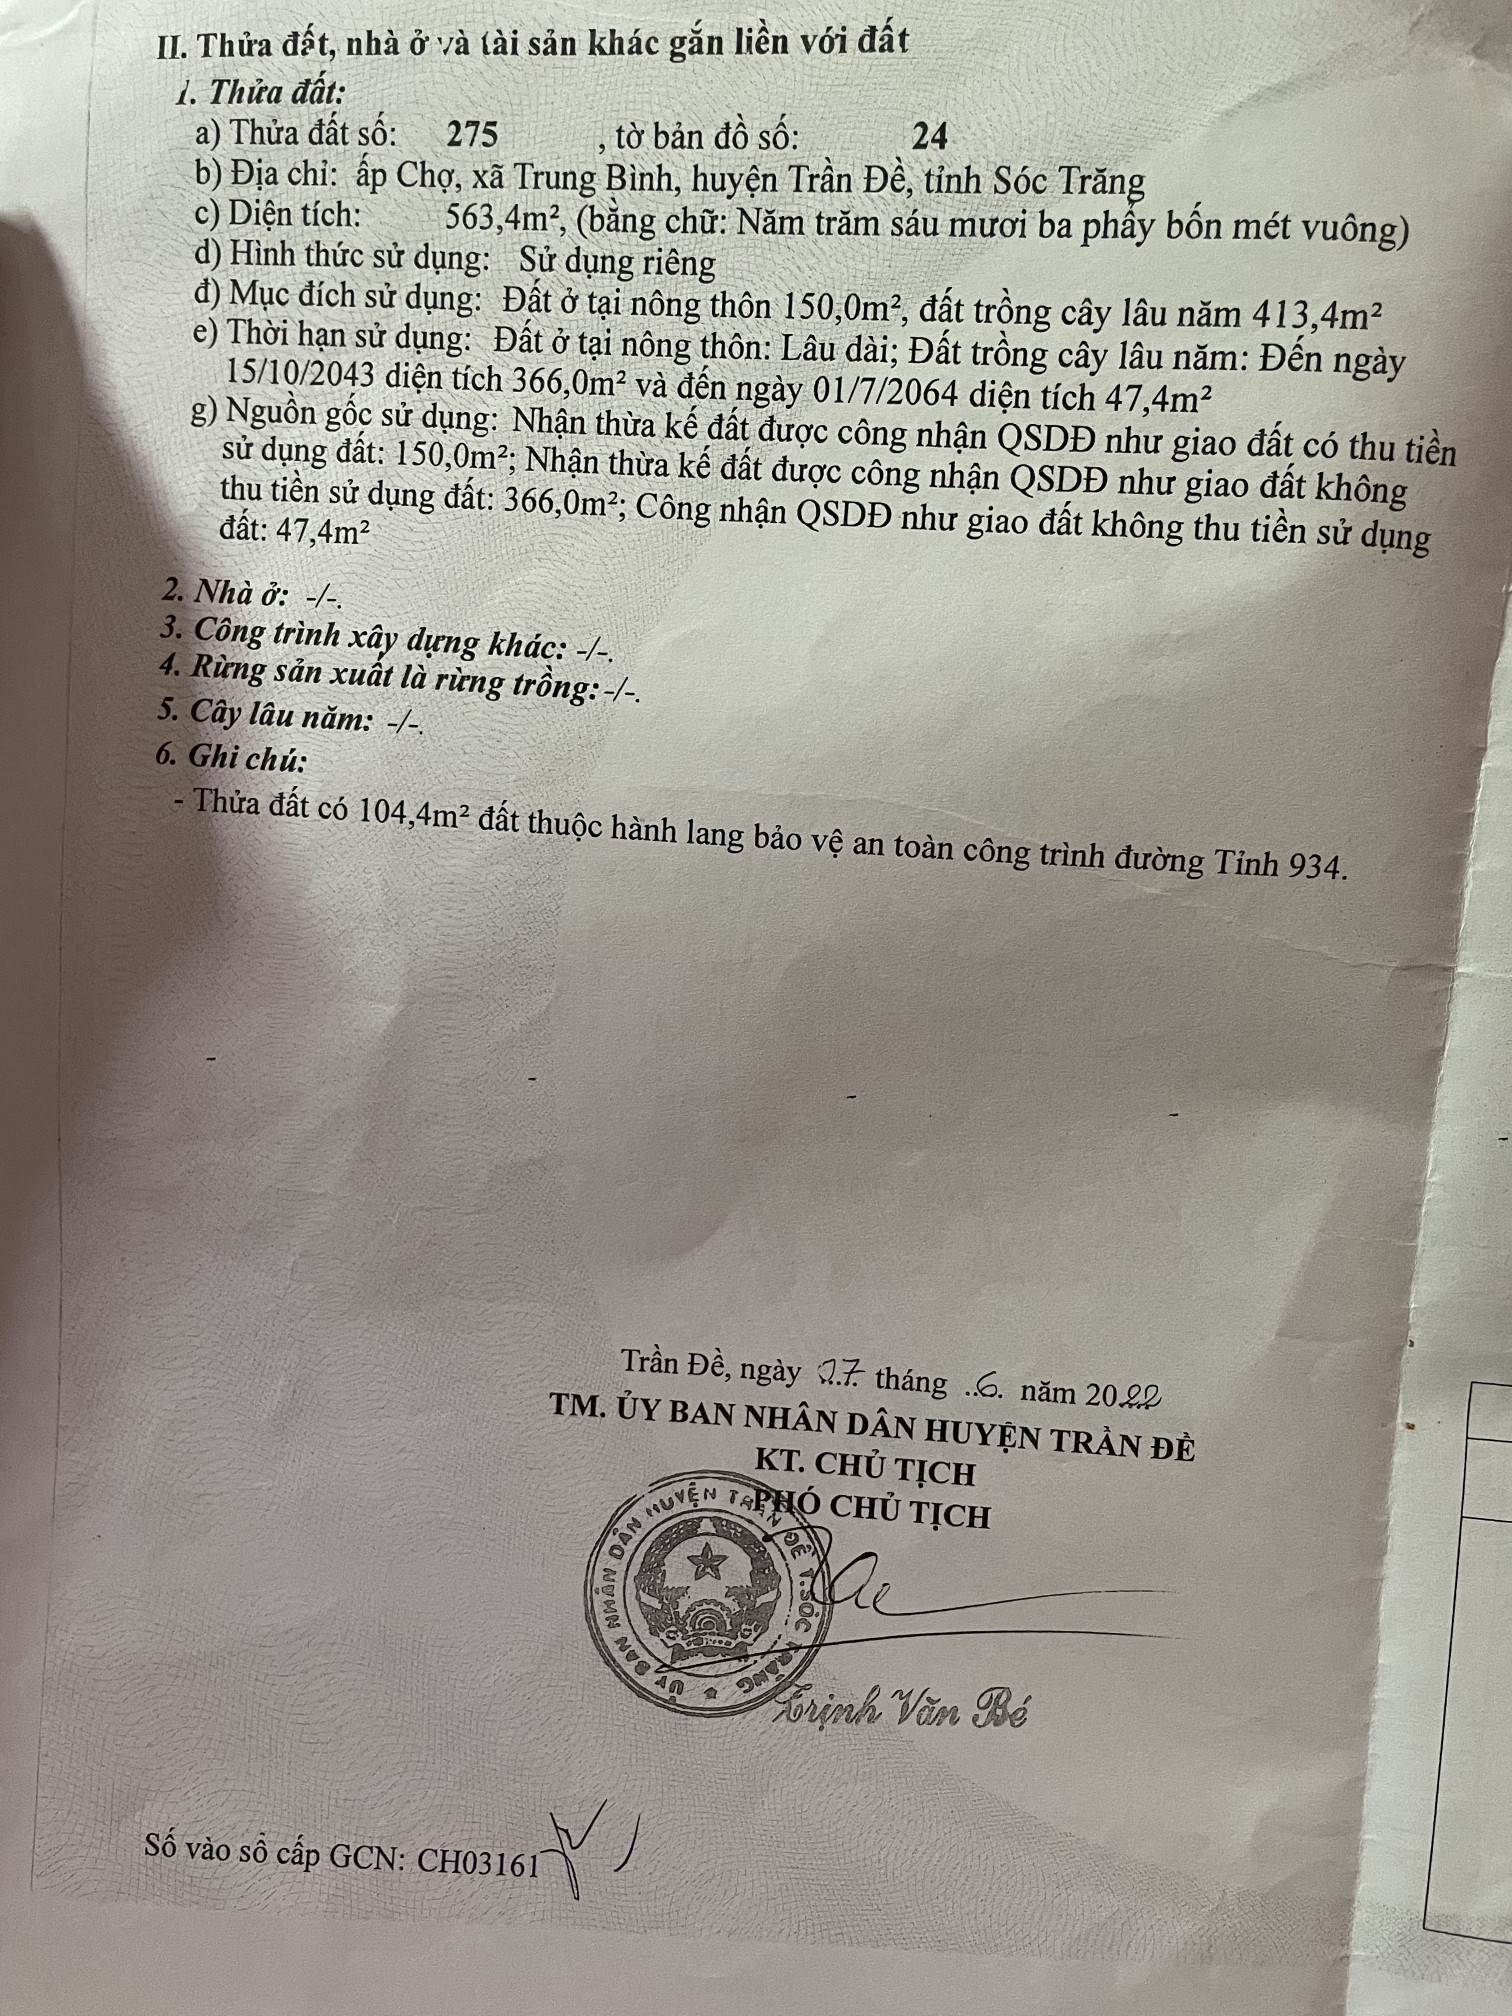 II. Thửa đất, nhà ở và tài sản khác gắn liền với đất
1. Thửa đất:
a) Thửa đất số: 275 , tờ bản đồ số: 24
b) Địa chỉ: ấp Chợ, xã Trung Bình, huyện Trần Đề, tỉnh Sóc Trăng
c) Diện tích: 563,4m², (bằng chữ: Năm trăm sáu mươi ba phẩy bốn mét vuông)
d) Hình thức sử dụng: Sử dụng riêng
đ) Mục đích sử dụng: Đất ở tại nông thôn 150,0m², đất trồng cây lâu năm 413,4m²
e) Thời hạn sử dụng: Đất ở tại nông thôn: Lâu dài; Đất trồng cây lâu năm: Đến ngày
15/10/2043 diện tích 366,0m² và đến ngày 01/7/2064 diện tích 47,4m²
g) Nguồn gốc sử dụng: Nhận thừa kế đất được công nhận QSDĐ như giao đất có thu tiền
sử dụng đất: 150,0m²; Nhận thừa kế đất được công nhận QSDĐ như giao đất không
thu tiền sử dụng đất: 366,0m²; Công nhận QSDĐ như giao đất không thu tiền sử dụng
đất: 47,4m²
2. Nhà ở: -/-.
3. Công trình xây dựng khác: -/-.
4. Rừng sản xuất là rừng trồng: -/-.
5. Cây lâu năm: -/-.
6. Ghi chú:
- Thửa đất có 104,4m² đất thuộc hành lang bảo vệ an toàn công trình đường Tỉnh 934.
Trần Đề, ngày 07 tháng 6 năm 2022
TM. ỦY BAN NHÂN DÂN HUYỆN TRẦN ĐỀ
KT. CHỦ TỊCH
PHÓ CHỦ TỊCH
ỦY BAN NHÂN DÂN HUYỆN TRẦN ĐỀ T.SÓC TRĂNG
Trịnh Văn Bé
Số vào sổ cấp GCN: CH03161